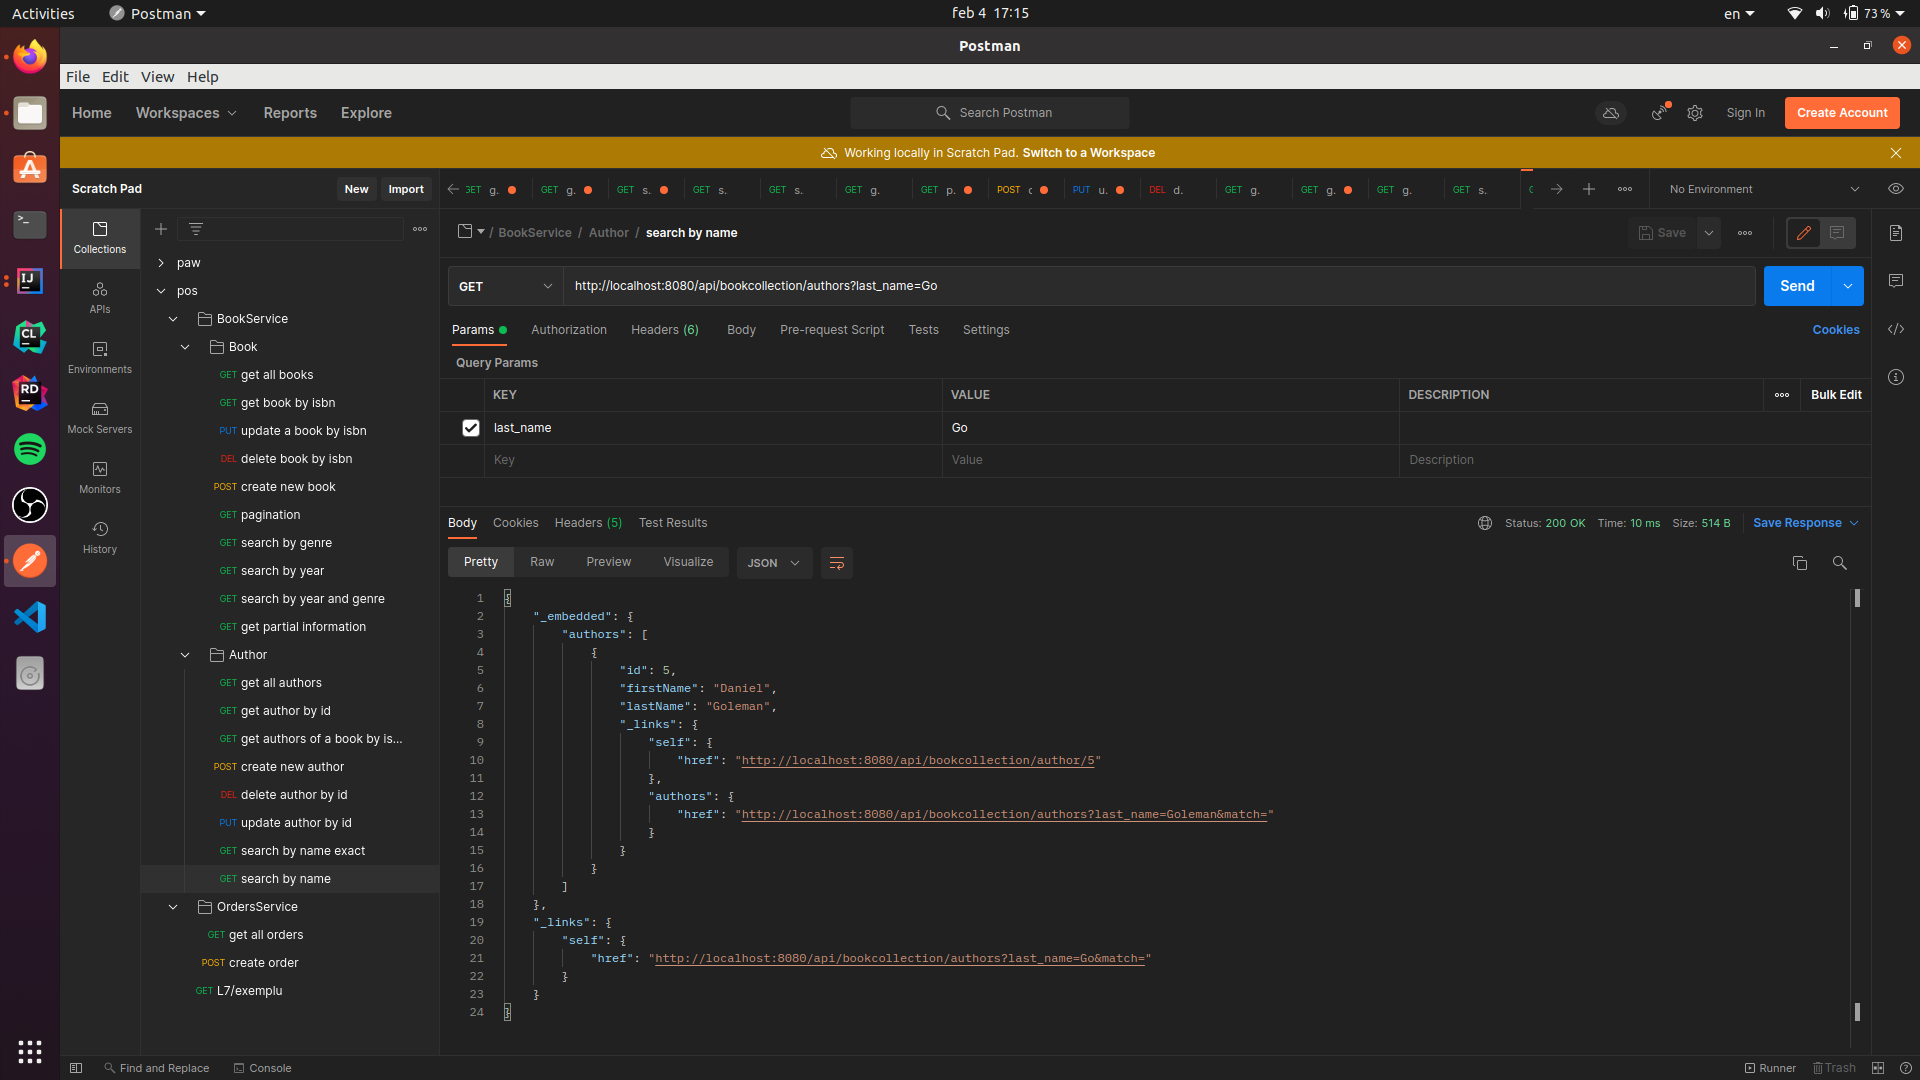 Activities Postman feb 4 17:15 en 73 %
Postman
File Edit View Help
Home Workspaces Reports Explore Search Postman Sign In Create Account
Working locally in Scratch Pad. Switch to a Workspace
Scratch Pad New Import
GET g. GET g. GET s. GET s. GET s. GET g. GET p. POST c PUT u. DEL d. GET g. GET g. GET g. GET s. No Environment
Collections
APIs
Environments
Mock Servers
Monitors
History
paw
pos
BookService
Book
GET get all books
GET get book by isbn
PUT update a book by isbn
DEL delete book by isbn
POST create new book
GET pagination
GET search by genre
GET search by year
GET search by year and genre
GET get partial information
Author
GET get all authors
GET get author by id
GET get authors of a book by is...
POST create new author
DEL delete author by id
PUT update author by id
GET search by name exact
GET search by name
OrdersService
GET get all orders
POST create order
GET L7/exemplu
/ BookService / Author / search by name Save
GET http://localhost:8080/api/bookcollection/authors?last_name=Go Send
Params Authorization Headers (6) Body Pre-request Script Tests Settings Cookies
Query Params
KEY VALUE DESCRIPTION Bulk Edit
last_name Go
Key Value Description
Body Cookies Headers (5) Test Results Status: 200 OK Time: 10 ms Size: 514 B Save Response
Pretty Raw Preview Visualize JSON
1 {
2 "_embedded": {
3 "authors": [
4 {
5 "id": 5,
6 "firstName": "Daniel",
7 "lastName": "Goleman",
8 "_links": {
9 "self": {
10 "href": "http://localhost:8080/api/bookcollection/author/5"
11 },
12 "authors": {
13 "href": "http://localhost:8080/api/bookcollection/authors?last_name=Goleman&match="
14 }
15 }
16 }
17 ]
18 },
19 "_links": {
20 "self": {
21 "href": "http://localhost:8080/api/bookcollection/authors?last_name=Go&match="
22 }
23 }
24 }
Find and Replace Console Runner Trash